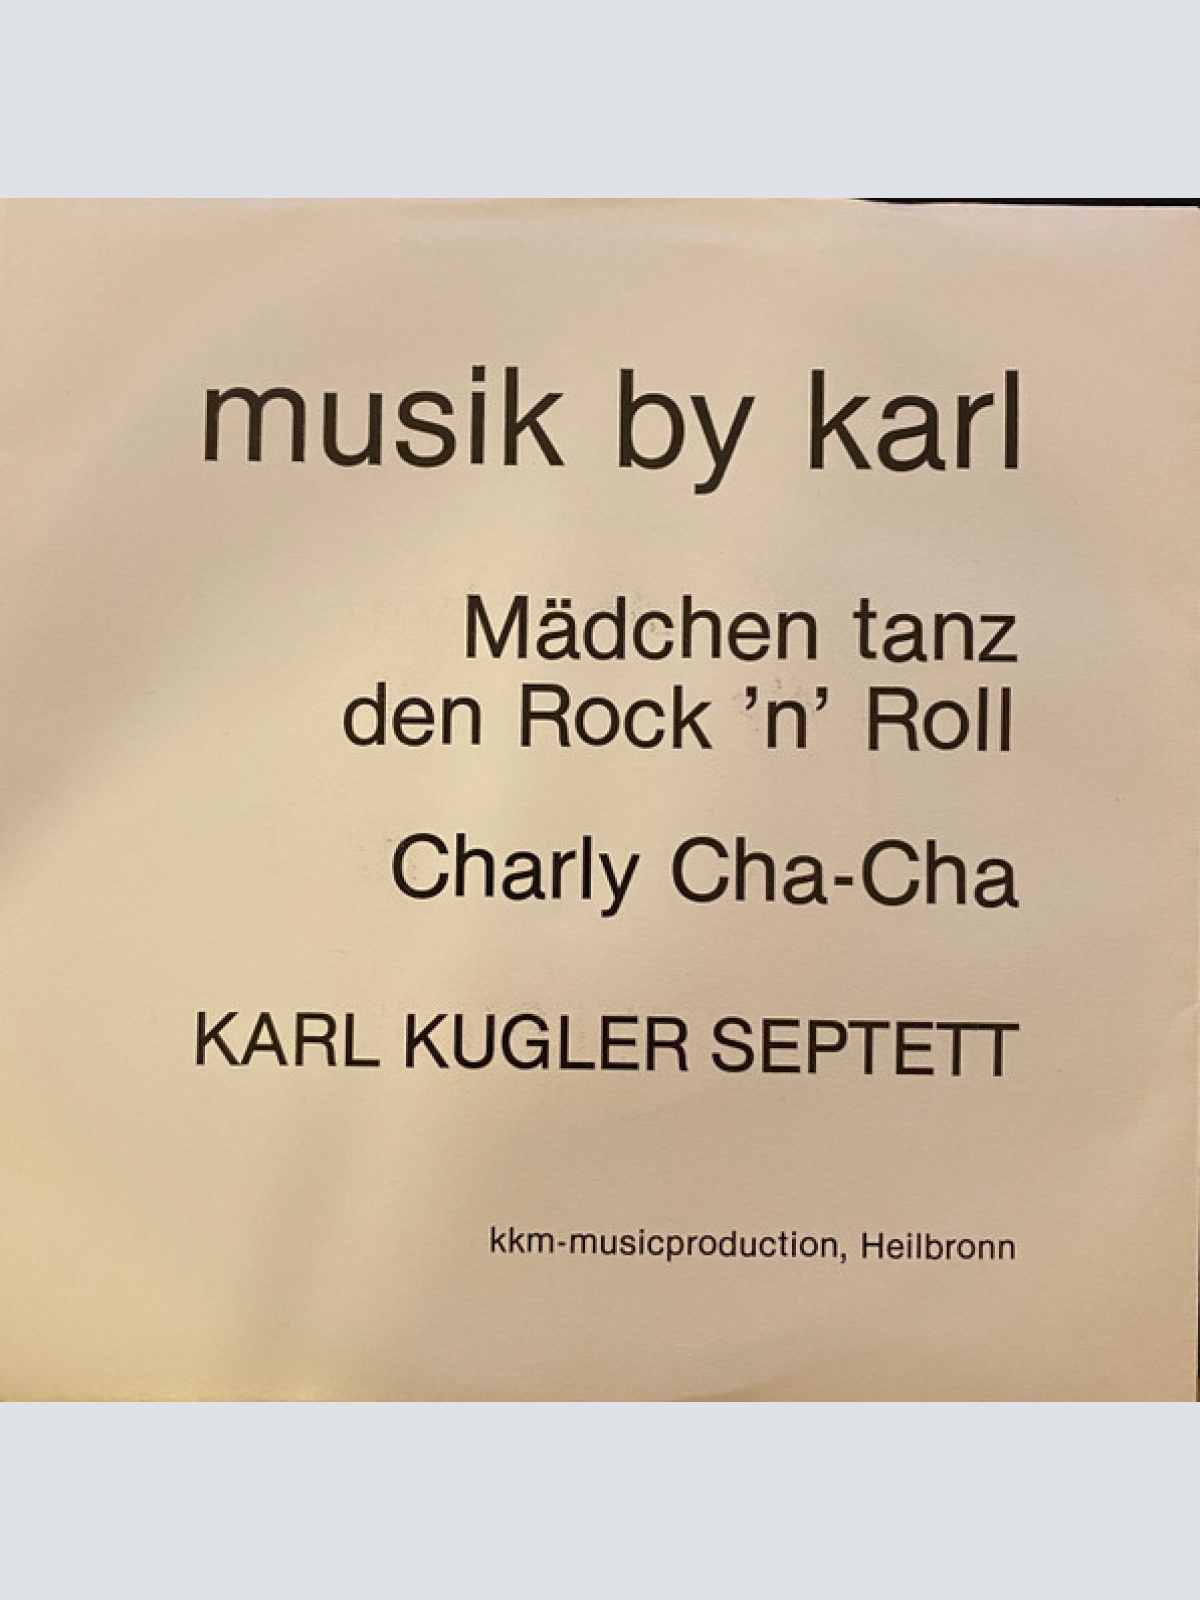 musik by karl
Mädchen tanz
den Rock ’n’ Roll
Charly Cha-Cha
KARL KUGLER SEPTETT
kkm-musicproduction, Heilbronn